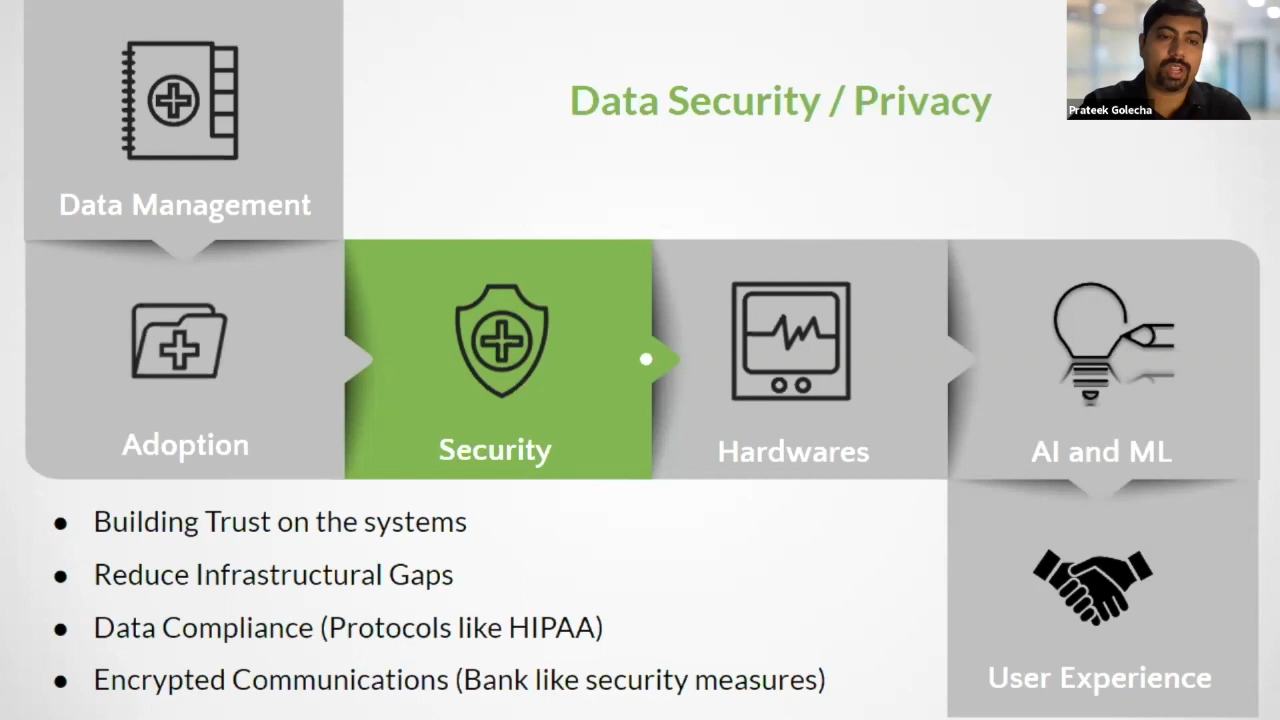 Data Security / Privacy
Prateek Golecha
Data Management
Adoption
Security
Hardwares
AI and ML
User Experience
● Building Trust on the systems
● Reduce Infrastructural Gaps
● Data Compliance (Protocols like HIPAA)
● Encrypted Communications (Bank like security measures)